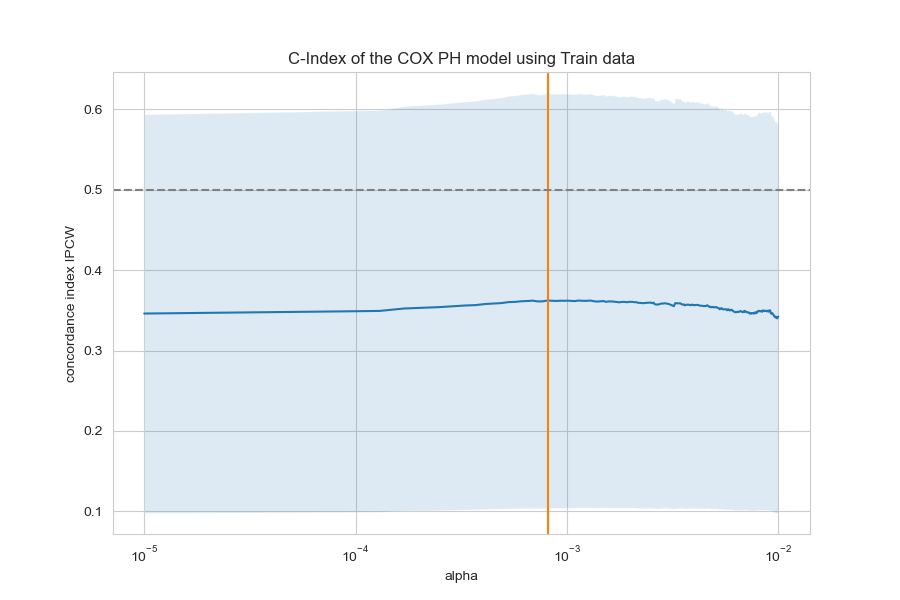 C-Index of the COX PH model using Train data
concordance index IPCW
0.6
0.5
0.4
0.3
0.2
0.1
10⁻⁵ 10⁻⁴ 10⁻³ 10⁻²
alpha